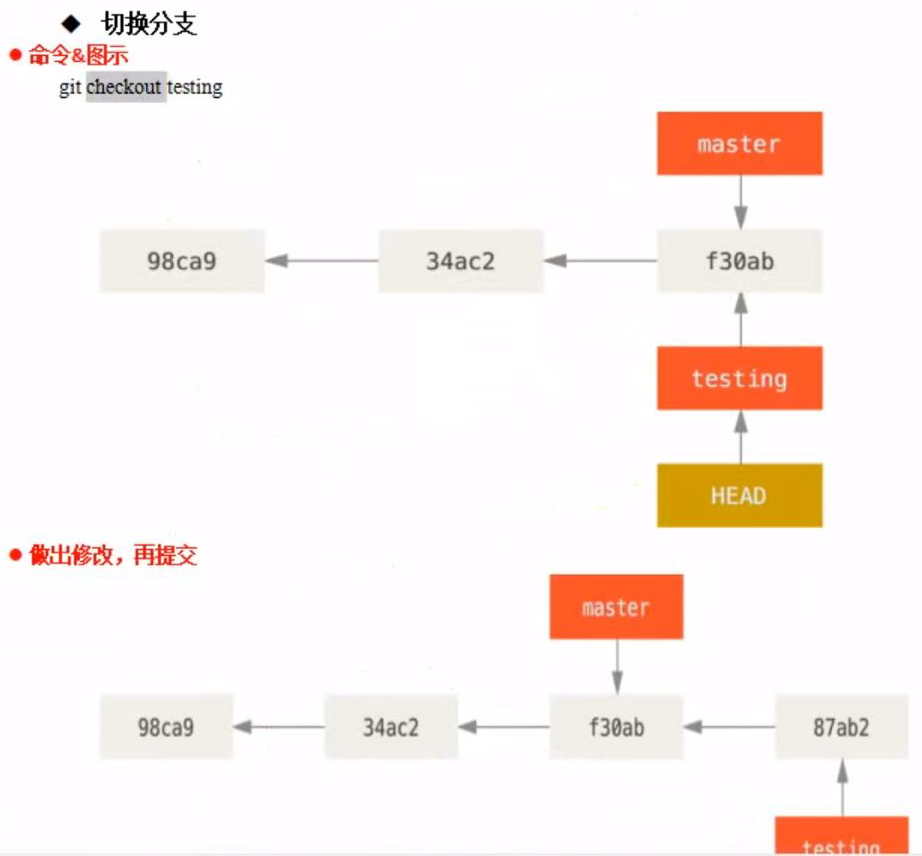 ◆ 切换分支
● 命令&图示
git checkout testing
master
98ca9 34ac2 f30ab
testing
HEAD
● 做出修改，再提交
master
98ca9 34ac2 f30ab 87ab2
testing